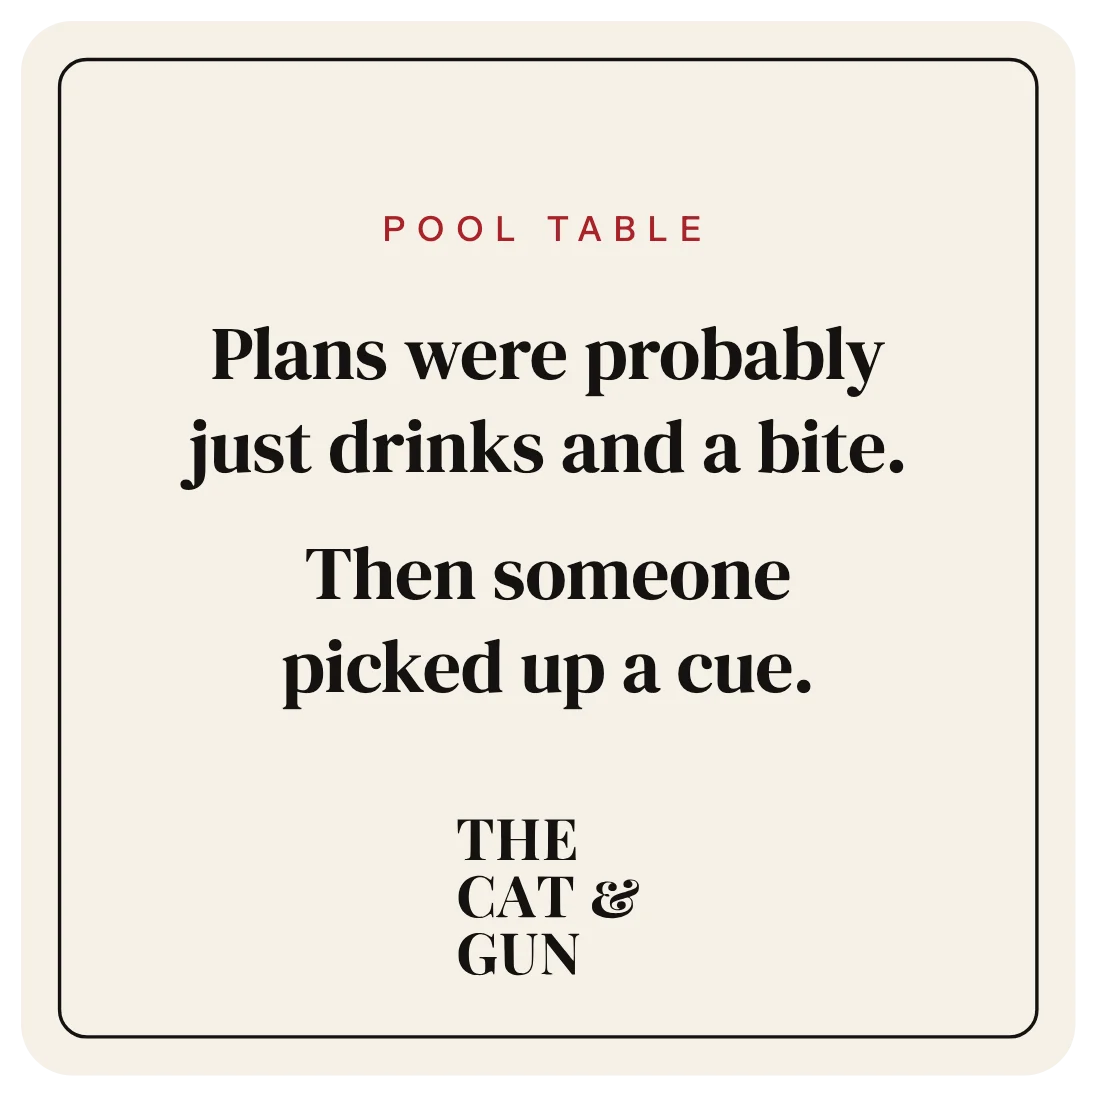 POOL TABLE
Plans were probably
just drinks and a bite.
Then someone
picked up a cue.
THE
CAT &
GUN